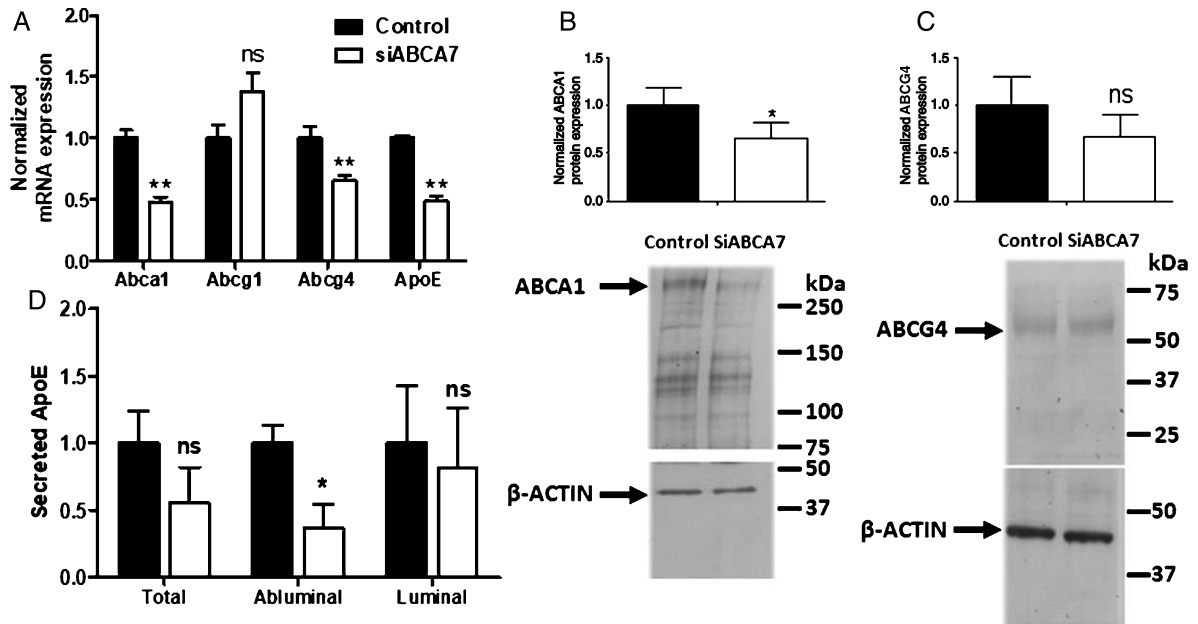 A
2.0
1.5
1.0
0.5
0.0
Normalized
mRNA expression
Control
siABCA7
**
ns
**
**
Abca1 Abcg1 Abcg4 ApoE
B
1.5
1.0
0.5
0.0
Normalized ABCA1
protein expression
*
Control SiABCA7
ABCA1
kDa
250
150
100
75
50
37
β-ACTIN
C
1.5
1.0
0.5
0.0
Normalized ABCG4
protein expression
ns
Control SiABCA7
kDa
75
ABCG4
50
37
25
50
β-ACTIN
37
D
2.0
1.5
1.0
0.5
0.0
Secreted ApoE
ns
*
ns
Total Abluminal Luminal